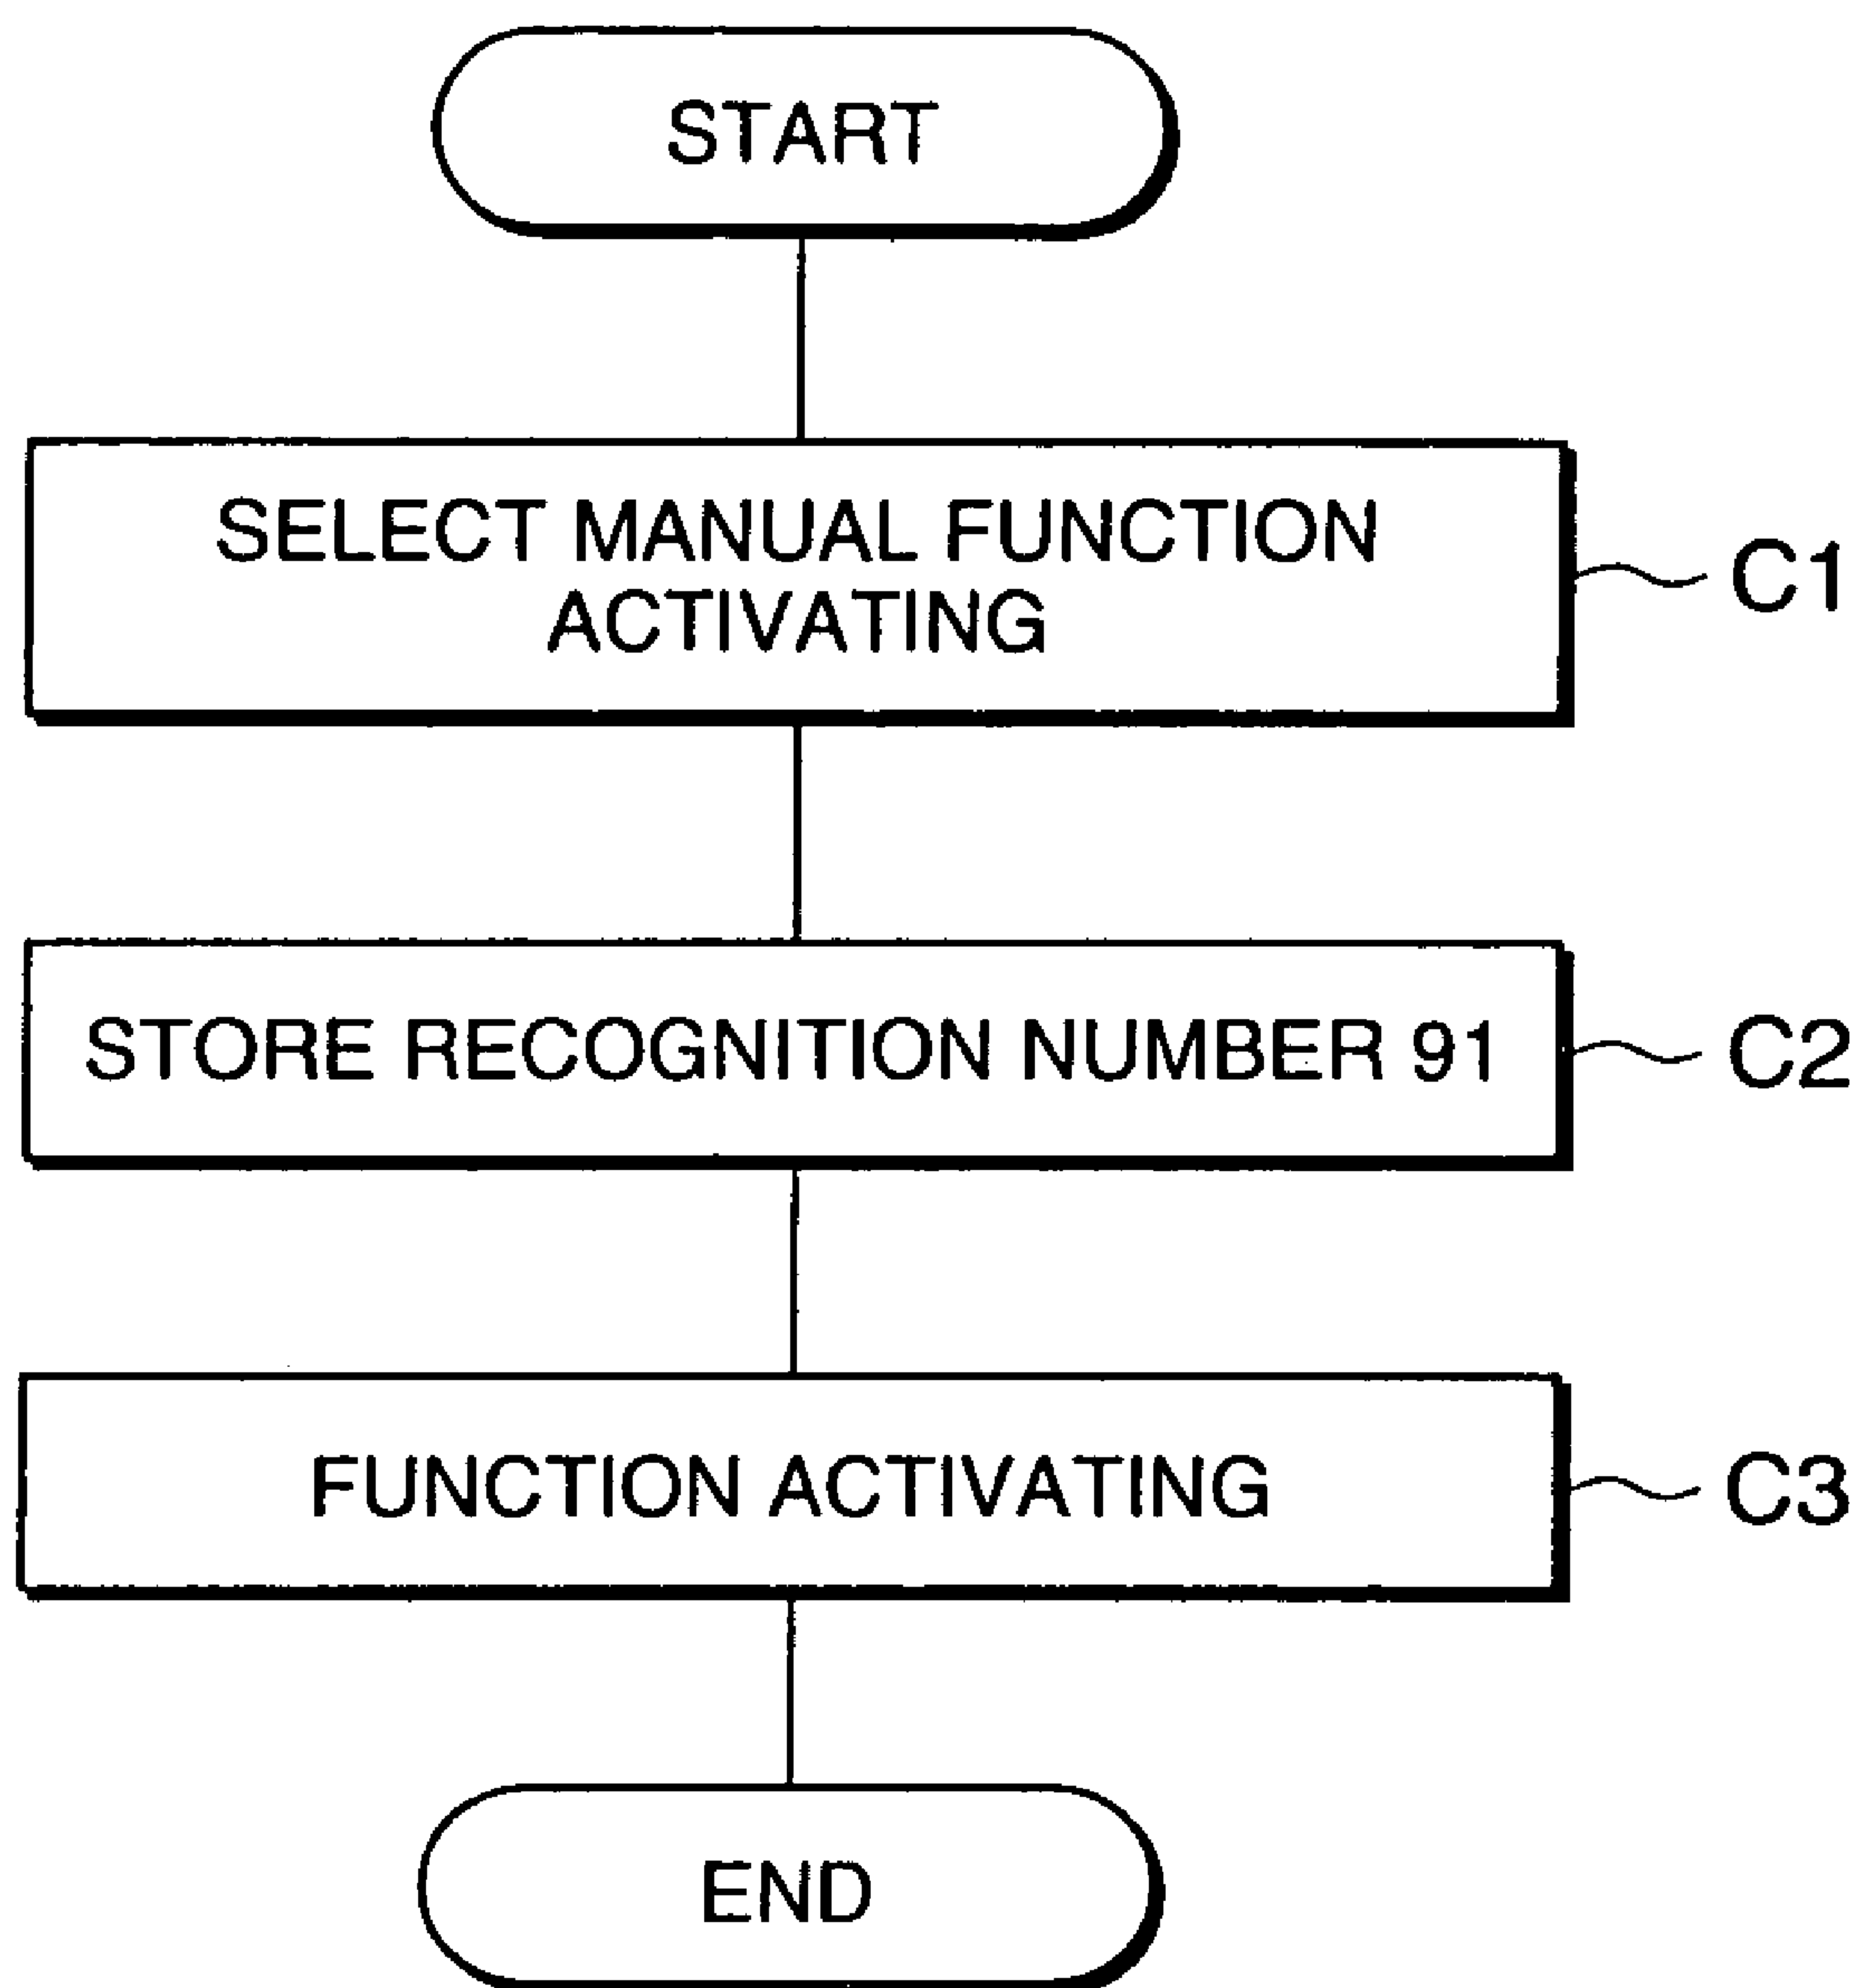 START
SELECT MANUAL FUNCTION
ACTIVATING
C1
STORE RECOGNITION NUMBER 91
C2
FUNCTION ACTIVATING
C3
END